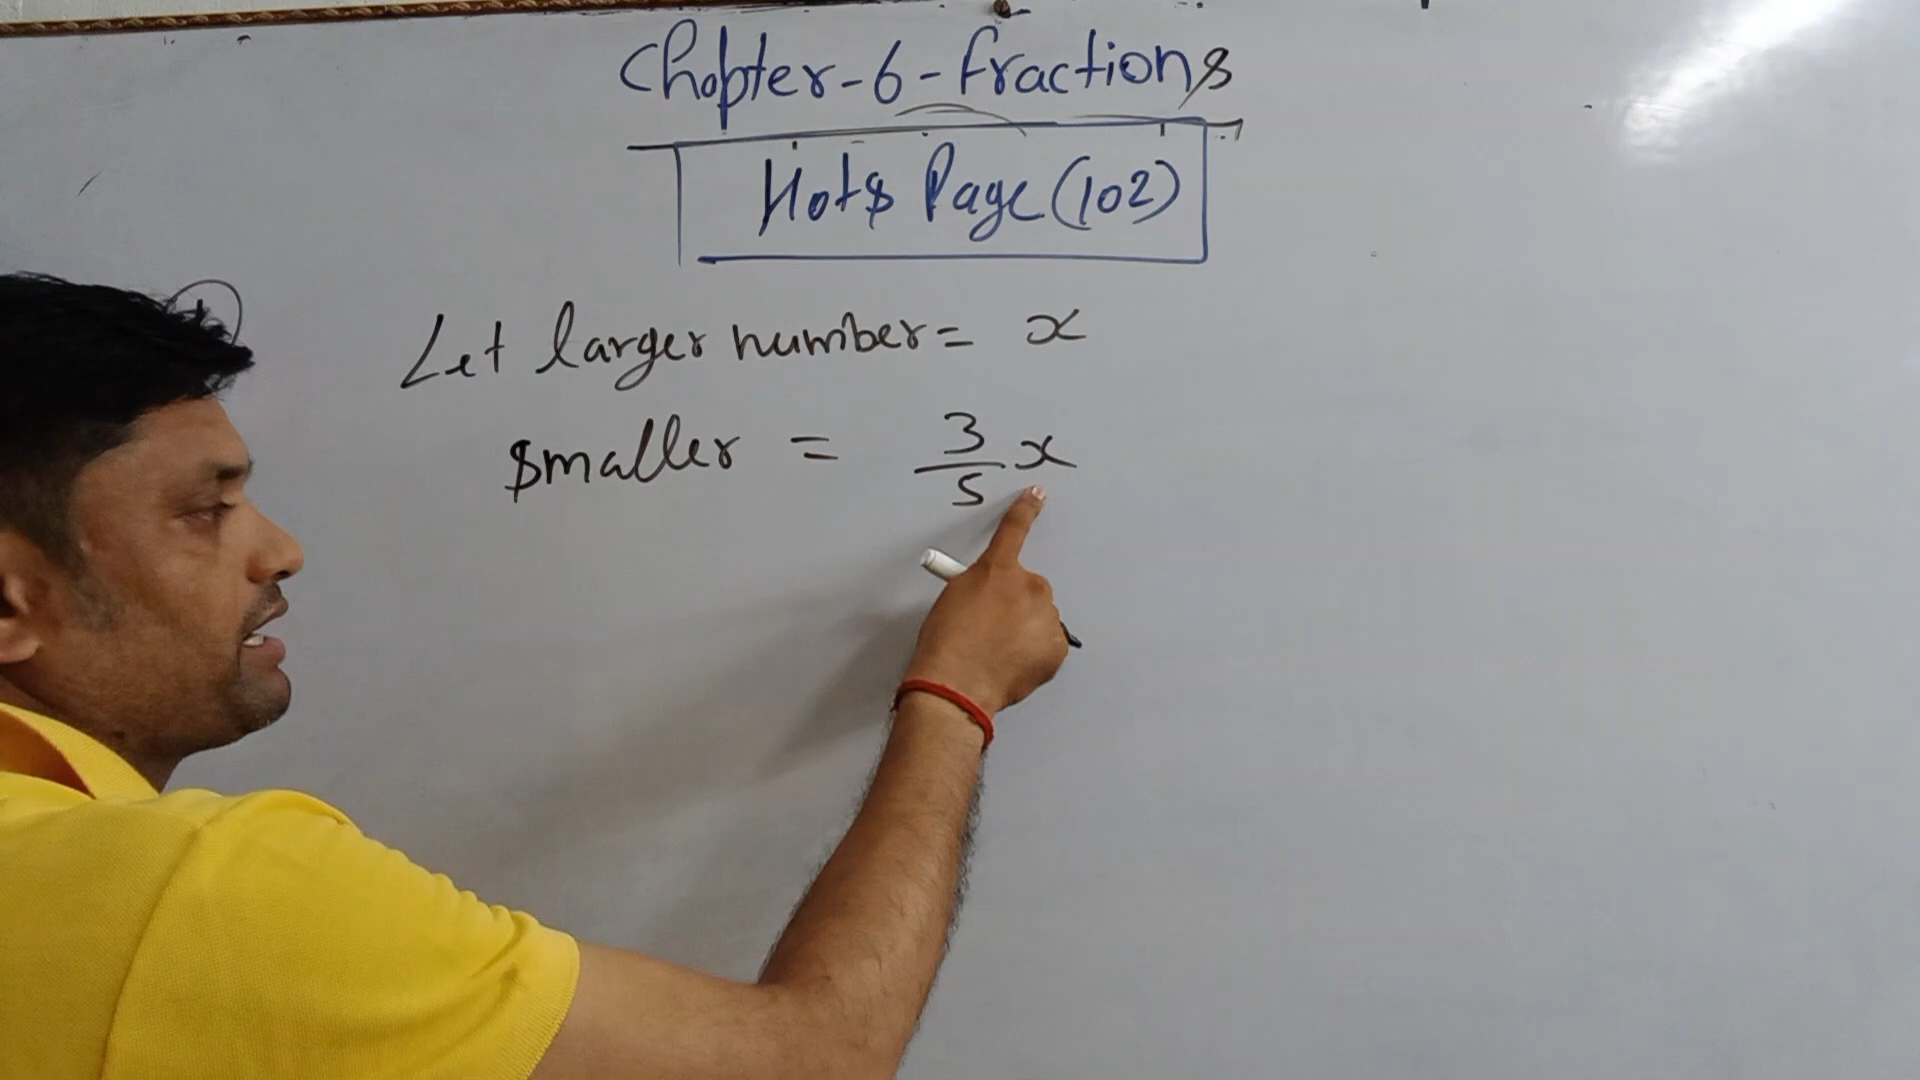 Chapter-6-fractions
Hots Page (102)
Let larger number = x
smaller = 3/5 x